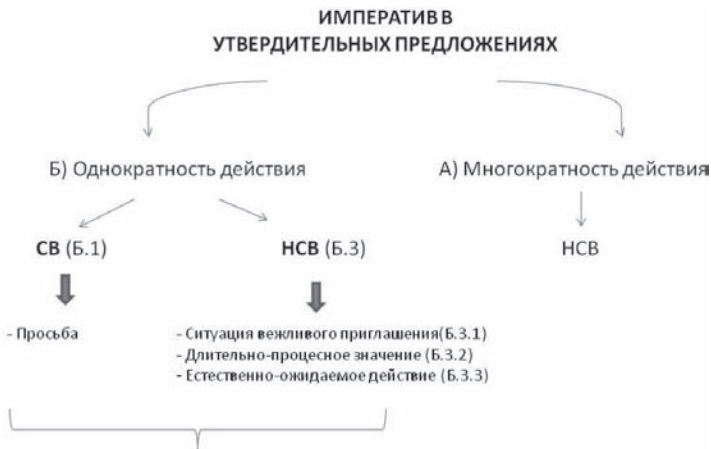 ИМПЕРАТИВ В
УТВЕРДИТЕЛЬНЫХ ПРЕДЛОЖЕНИЯХ
Б) Однократность действия
А) Многократность действия
СВ (Б.1)
НСВ (Б.3)
НСВ
- Просьба
- Ситуация вежливого приглашения(Б.3.1)
- Длительно-процесное значение (Б.3.2)
- Естественно-ожидаемое действие (Б.3.3)